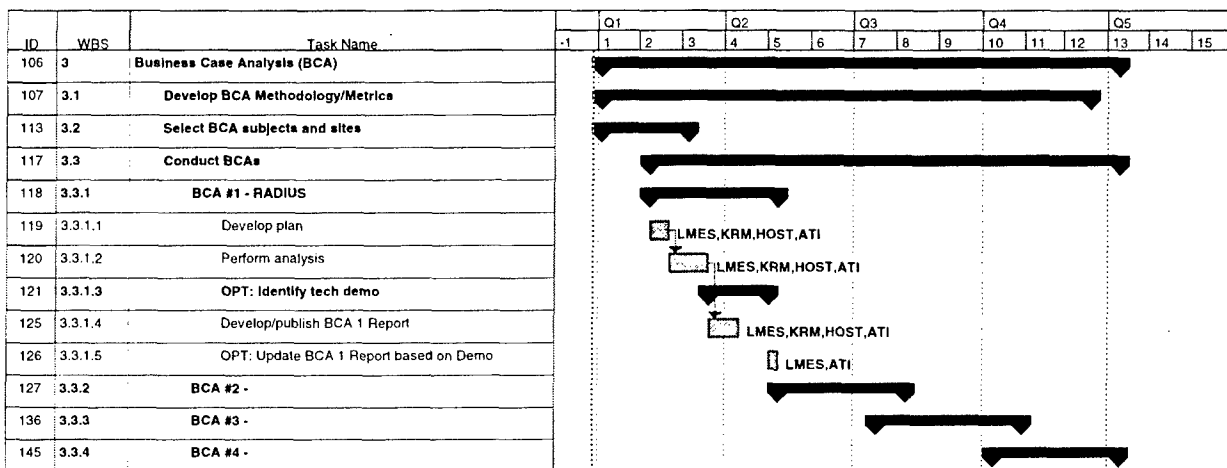 Q1 Q2 Q3 Q4 Q5
ID WBS Task Name -1 1 2 3 4 5 6 7 8 9 10 11 12 13 14 15
106 3 Business Case Analysis (BCA)
107 3.1 Develop BCA Methodology/Metrics
113 3.2 Select BCA subjects and sites
117 3.3 Conduct BCAs
118 3.3.1 BCA #1 - RADIUS
119 3.3.1.1 Develop plan LMES,KRM,HOST,ATI
120 3.3.1.2 Perform analysis LMES,KRM,HOST,ATI
121 3.3.1.3 OPT: Identify tech demo
125 3.3.1.4 Develop/publish BCA 1 Report LMES,KRM,HOST,ATI
126 3.3.1.5 OPT: Update BCA 1 Report based on Demo LMES,ATI
127 3.3.2 BCA #2 -
136 3.3.3 BCA #3 -
145 3.3.4 BCA #4 -